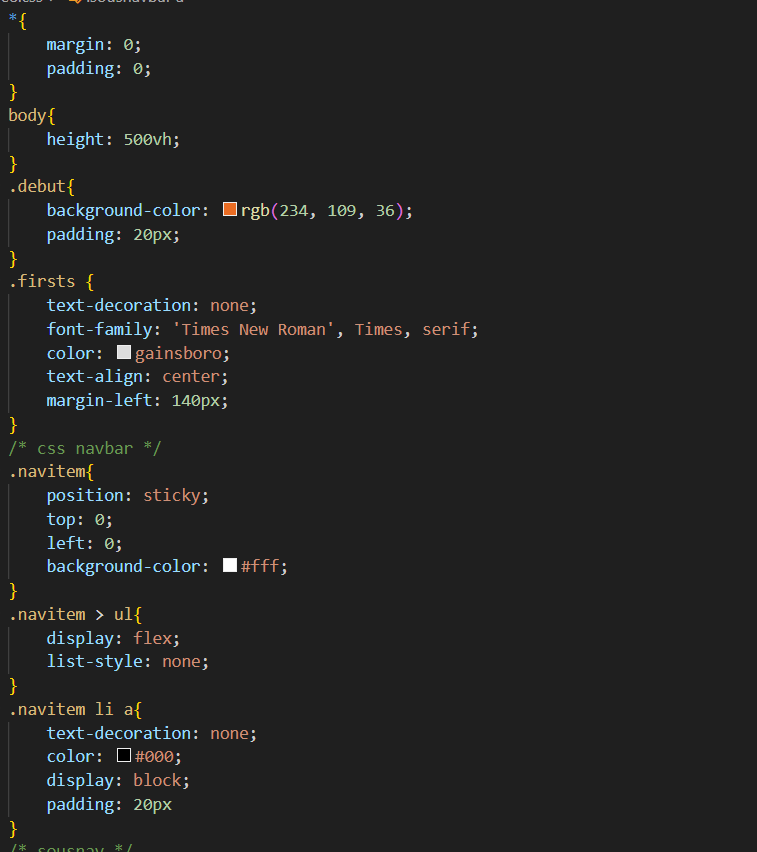 *{
    margin: 0;
    padding: 0;
}
body{
    height: 500vh;
}
.debut{
    background-color: rgb(234, 109, 36);
    padding: 20px;
}
.firsts {
    text-decoration: none;
    font-family: 'Times New Roman', Times, serif;
    color: gainsboro;
    text-align: center;
    margin-left: 140px;
}
/* css navbar */
.navitem{
    position: sticky;
    top: 0;
    left: 0;
    background-color: #fff;
}
.navitem > ul{
    display: flex;
    list-style: none;
}
.navitem li a{
    text-decoration: none;
    color: #000;
    display: block;
    padding: 20px
}
/* sousnav */